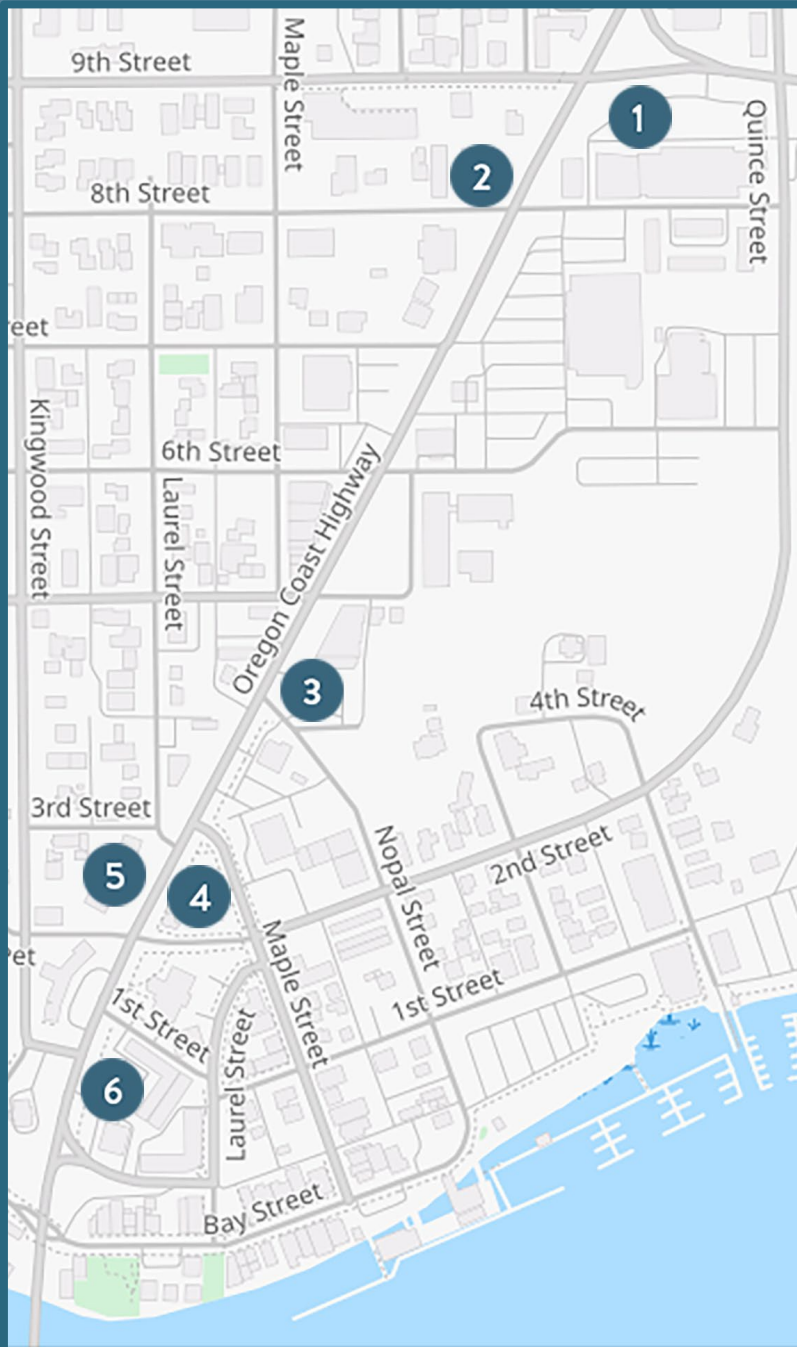 9th Street
Maple Street
1
Quince Street
2
8th Street
reet
Kingwood Street
6th Street
Laurel Street
Oregon Coast Highway
3
4th Street
3rd Street
5
4
2nd Street
Nopal Street
Maple Street
1st Street
1st Street
Laurel Street
6
Bay Street